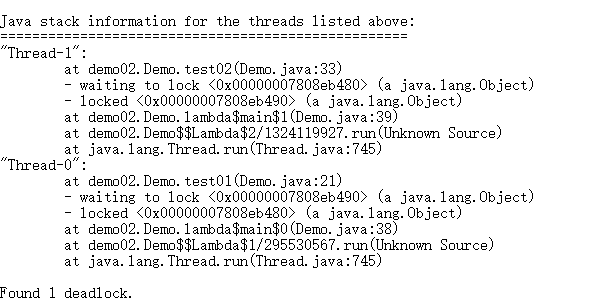 Java stack information for the threads listed above:
===================================================
"Thread-1":
        at demo02.Demo.test02(Demo.java:33)
        - waiting to lock <0x00000007808eb480> (a java.lang.Object)
        - locked <0x00000007808eb490> (a java.lang.Object)
        at demo02.Demo.lambda$main$1(Demo.java:39)
        at demo02.Demo$$Lambda$2/1324119927.run(Unknown Source)
        at java.lang.Thread.run(Thread.java:745)
"Thread-0":
        at demo02.Demo.test01(Demo.java:21)
        - waiting to lock <0x00000007808eb490> (a java.lang.Object)
        - locked <0x00000007808eb480> (a java.lang.Object)
        at demo02.Demo.lambda$main$0(Demo.java:38)
        at demo02.Demo$$Lambda$1/295530567.run(Unknown Source)
        at java.lang.Thread.run(Thread.java:745)
Found 1 deadlock.